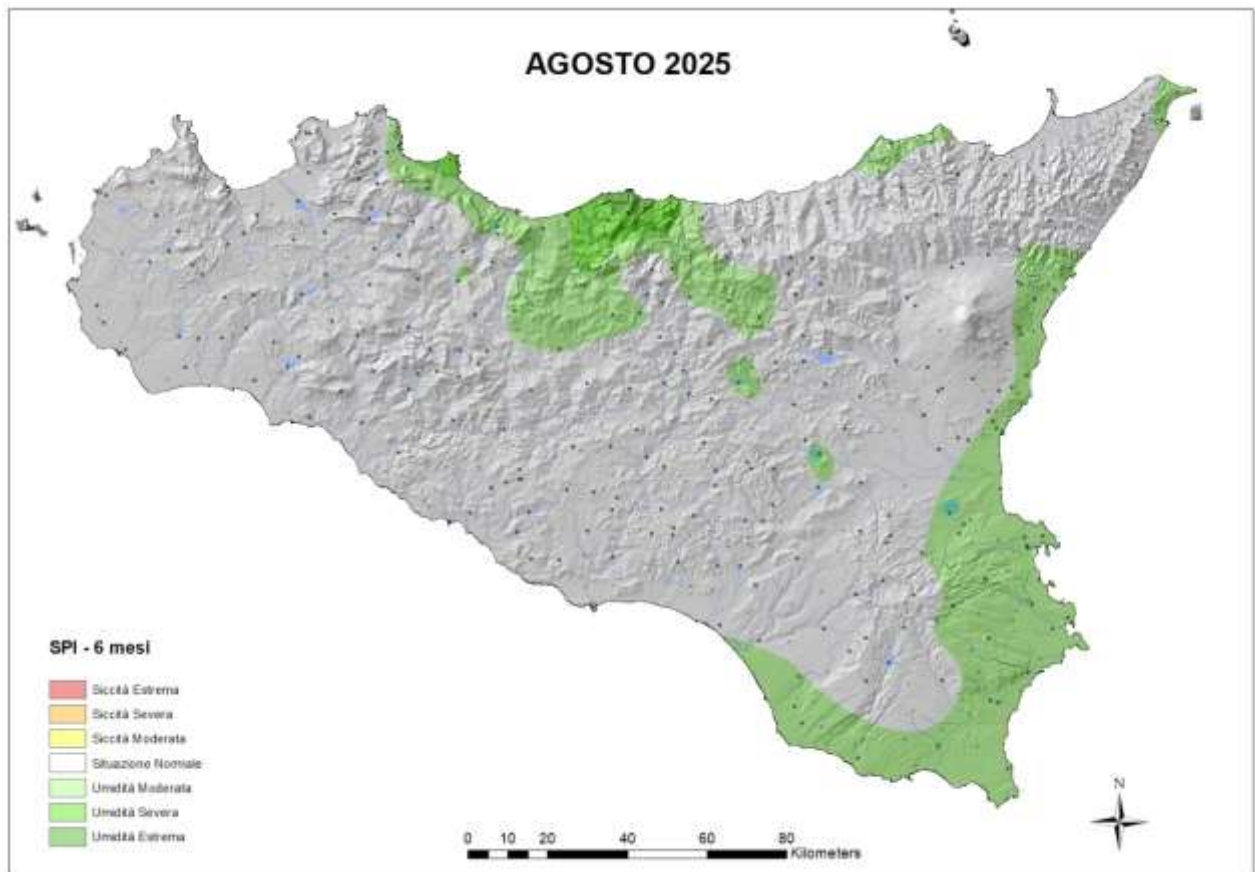 AGOSTO 2025
SPI - 6 mesi
Siccità Estrema
Siccità Severa
Siccità Moderata
Situazione Normale
Umidità Moderata
Umidità Severa
Umidità Estrema
N
0 10 20 40 60 80
Kilometers